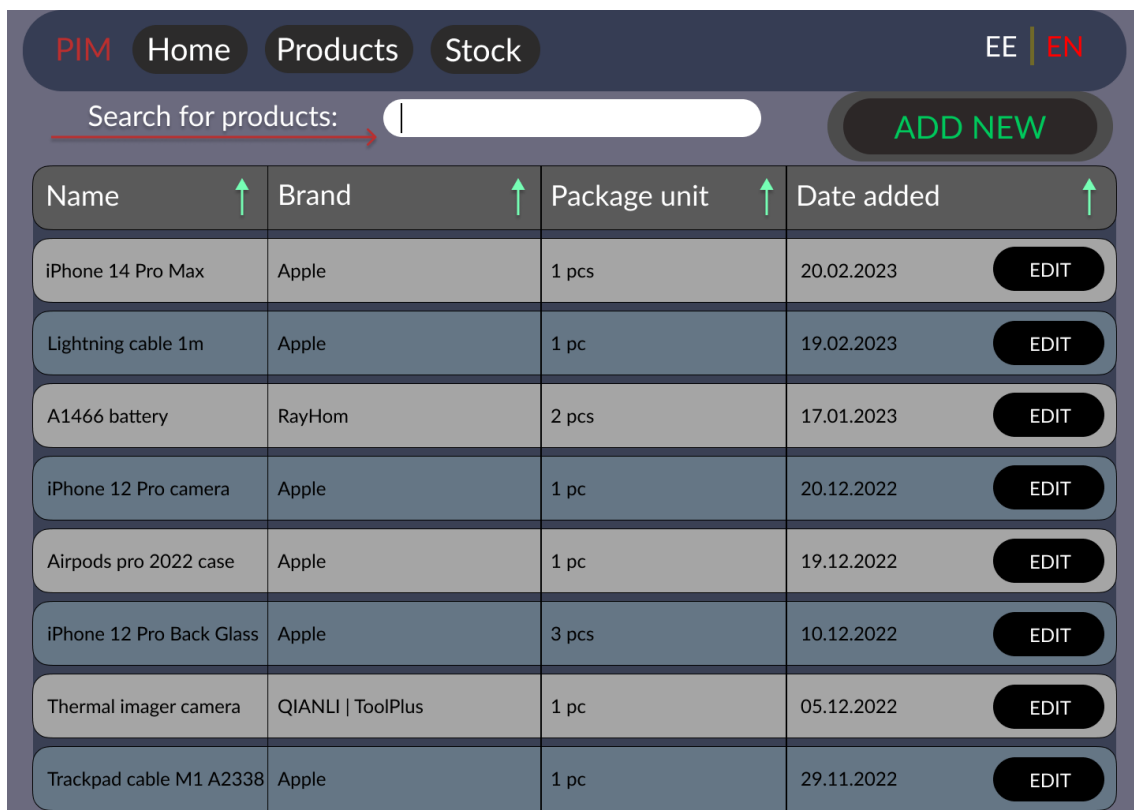 PIM Home Products Stock EE EN
Search for products: ADD NEW
Name Brand Package unit Date added
iPhone 14 Pro Max Apple 1 pcs 20.02.2023 EDIT
Lightning cable 1m Apple 1 pc 19.02.2023 EDIT
A1466 battery RayHom 2 pcs 17.01.2023 EDIT
iPhone 12 Pro camera Apple 1 pc 20.12.2022 EDIT
Airpods pro 2022 case Apple 1 pc 19.12.2022 EDIT
iPhone 12 Pro Back Glass Apple 3 pcs 10.12.2022 EDIT
Thermal imager camera QIANLI | ToolPlus 1 pc 05.12.2022 EDIT
Trackpad cable M1 A2338 Apple 1 pc 29.11.2022 EDIT